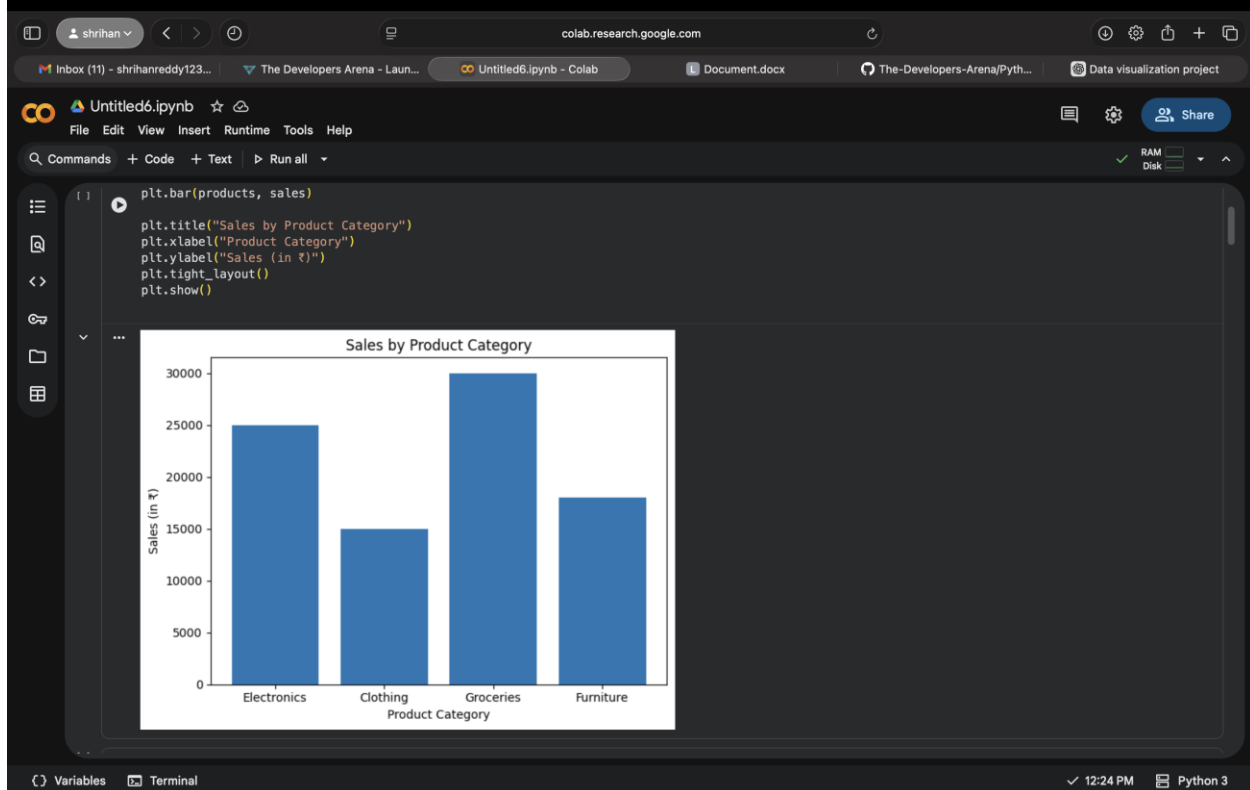 shrihan
colab.research.google.com
Inbox (11) - shrihanreddy123...
The Developers Arena - Laun...
Untitled6.ipynb - Colab
L Document.docx
The-Developers-Arena/Pyth...
Data visualization project
CO Untitled6.ipynb
File Edit View Insert Runtime Tools Help
Share
Commands + Code + Text Run all
RAM
Disk
[ ]
plt.bar(products, sales)
plt.title("Sales by Product Category")
plt.xlabel("Product Category")
plt.ylabel("Sales (in ₹)")
plt.tight_layout()
plt.show()
Sales by Product Category
30000
25000
20000
15000
10000
5000
0
Sales (in ₹)
Electronics Clothing Groceries Furniture
Product Category
{} Variables Terminal
12:24 PM Python 3